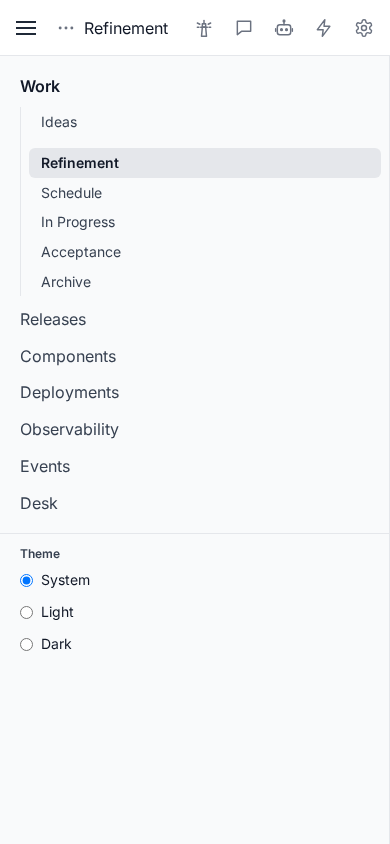 Refinement
Work
Ideas
Refinement
Schedule
In Progress
Acceptance
Archive
Releases
Components
Deployments
Observability
Events
Desk
Theme
System
Light
Dark